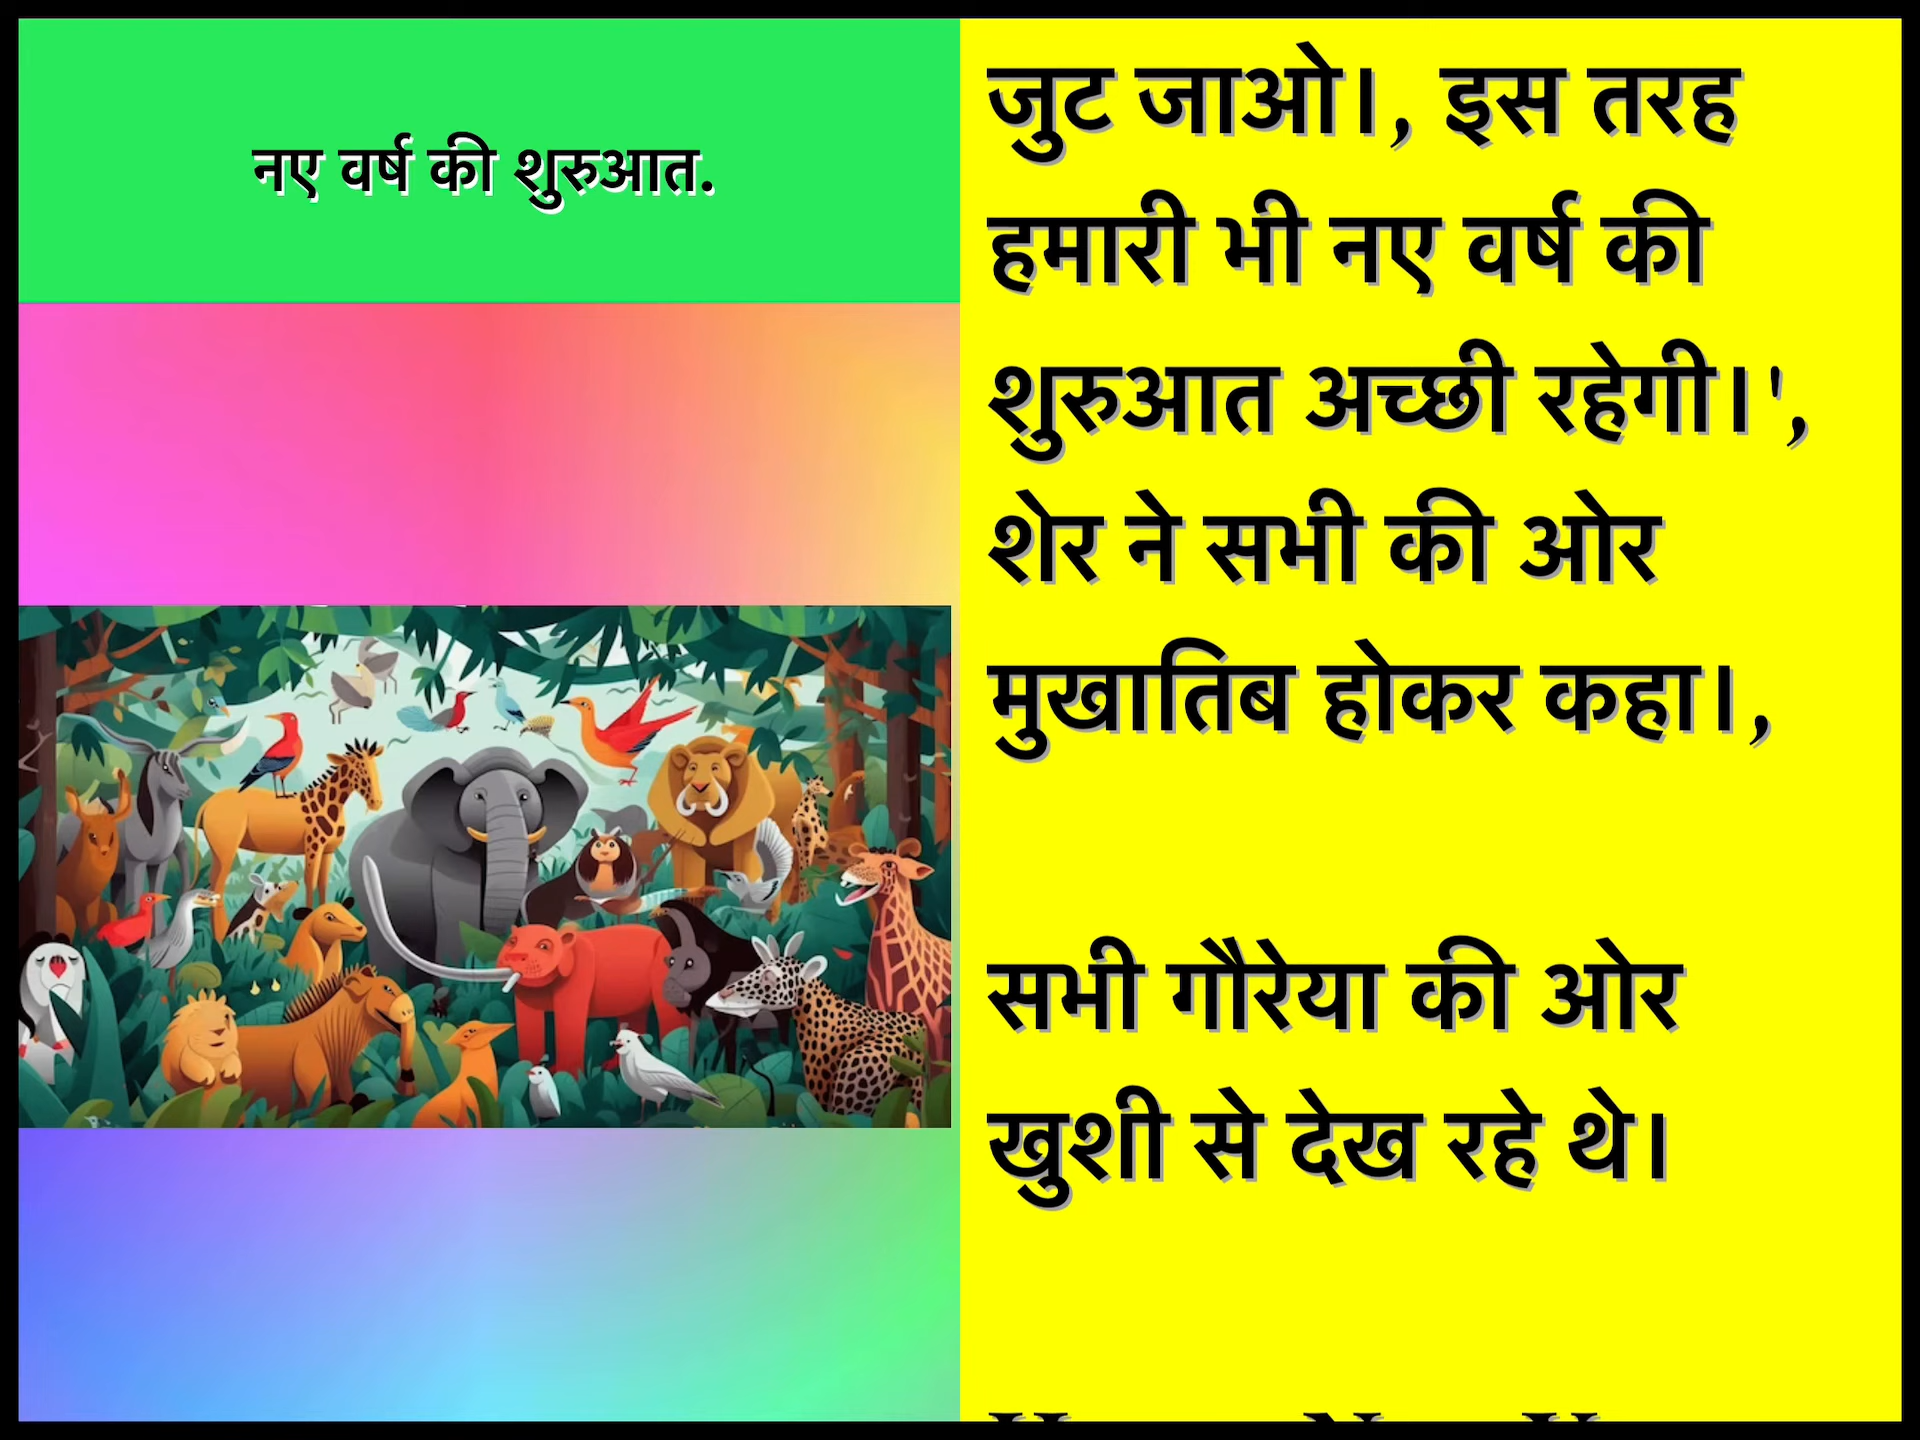 नए वर्ष की शुरुआत.
जुट जाओ।, इस तरह
हमारी भी नए वर्ष की
शुरुआत अच्छी रहेगी।',
शेर ने सभी की ओर
मुखातिब होकर कहा।,
सभी गौरेया की ओर
खुशी से देख रहे थे।